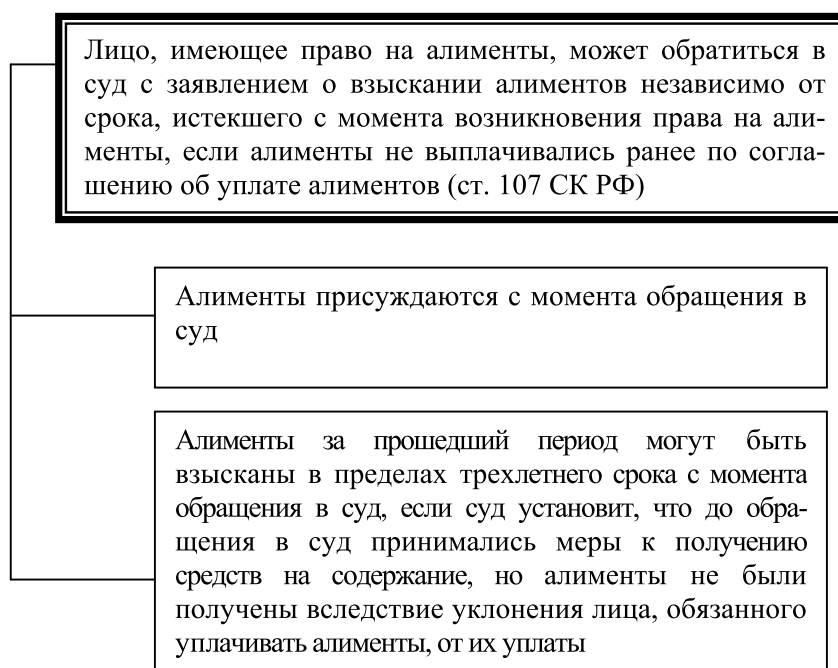 Лицо, имеющее право на алименты, может обратиться в
суд с заявлением о взыскании алиментов независимо от
срока, истекшего с момента возникновения права на али-
менты, если алименты не выплачивались ранее по согла-
шению об уплате алиментов (ст. 107 СК РФ)
Алименты присуждаются с момента обращения в
суд
Алименты за прошедший период могут быть
взысканы в пределах трехлетнего срока с момента
обращения в суд, если суд установит, что до обра-
щения в суд принимались меры к получению
средств на содержание, но алименты не были
получены вследствие уклонения лица, обязанного
уплачивать алименты, от их уплаты